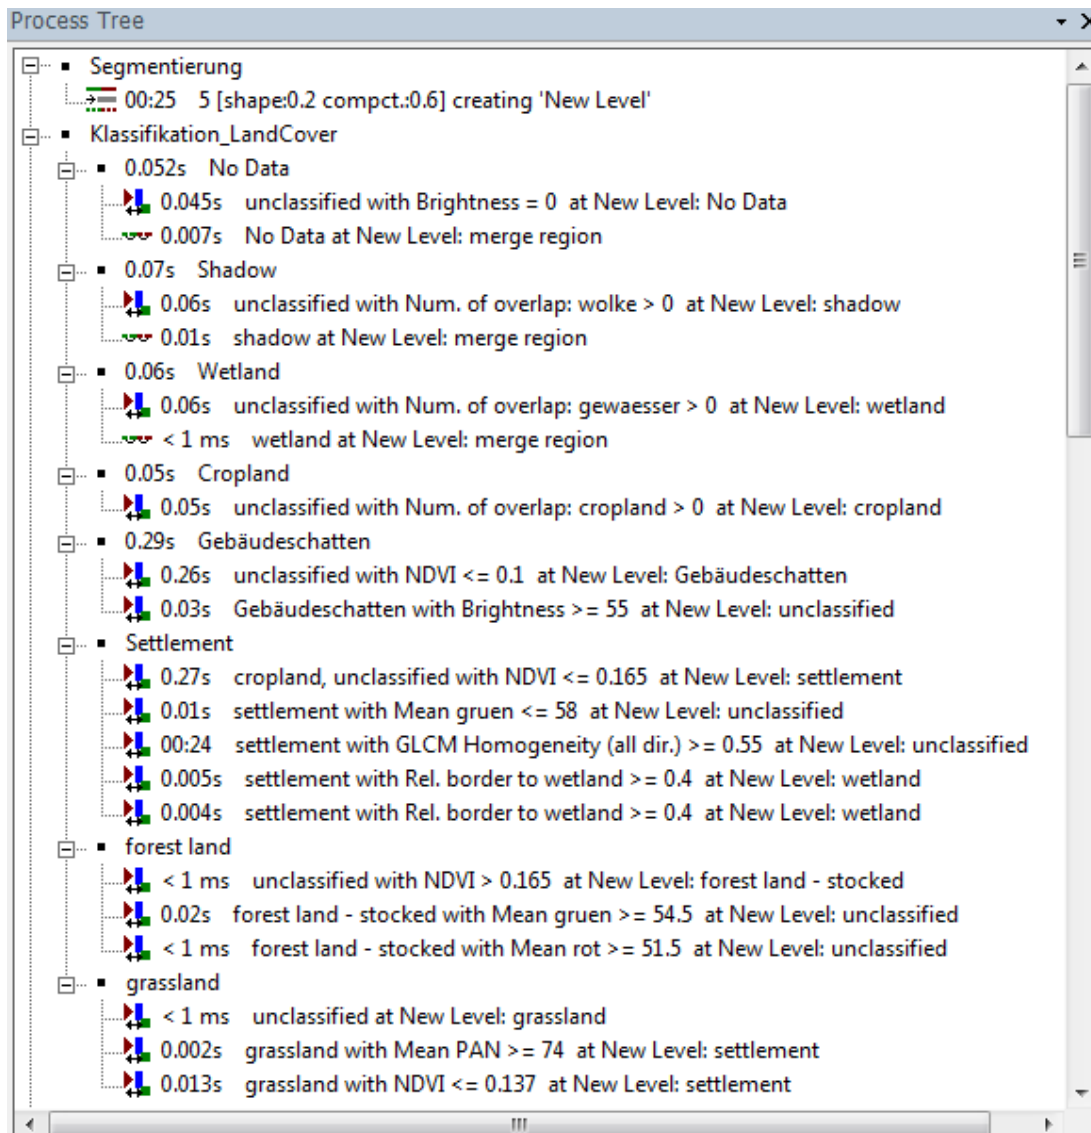 Process Tree
Segmentierung
00:25 5 [shape:0.2 compct.:0.6] creating 'New Level'
Klassifikation_LandCover
0.052s No Data
0.045s unclassified with Brightness = 0 at New Level: No Data
0.007s No Data at New Level: merge region
0.07s Shadow
0.06s unclassified with Num. of overlap: wolke > 0 at New Level: shadow
0.01s shadow at New Level: merge region
0.06s Wetland
0.06s unclassified with Num. of overlap: gewaesser > 0 at New Level: wetland
< 1 ms wetland at New Level: merge region
0.05s Cropland
0.05s unclassified with Num. of overlap: cropland > 0 at New Level: cropland
0.29s Gebäudeschatten
0.26s unclassified with NDVI <= 0.1 at New Level: Gebäudeschatten
0.03s Gebäudeschatten with Brightness >= 55 at New Level: unclassified
Settlement
0.27s cropland, unclassified with NDVI <= 0.165 at New Level: settlement
0.01s settlement with Mean gruen <= 58 at New Level: unclassified
00:24 settlement with GLCM Homogeneity (all dir.) >= 0.55 at New Level: unclassified
0.005s settlement with Rel. border to wetland >= 0.4 at New Level: wetland
0.004s settlement with Rel. border to wetland >= 0.4 at New Level: wetland
forest land
< 1 ms unclassified with NDVI > 0.165 at New Level: forest land - stocked
0.02s forest land - stocked with Mean gruen >= 54.5 at New Level: unclassified
< 1 ms forest land - stocked with Mean rot >= 51.5 at New Level: unclassified
grassland
< 1 ms unclassified at New Level: grassland
0.002s grassland with Mean PAN >= 74 at New Level: settlement
0.013s grassland with NDVI <= 0.137 at New Level: settlement